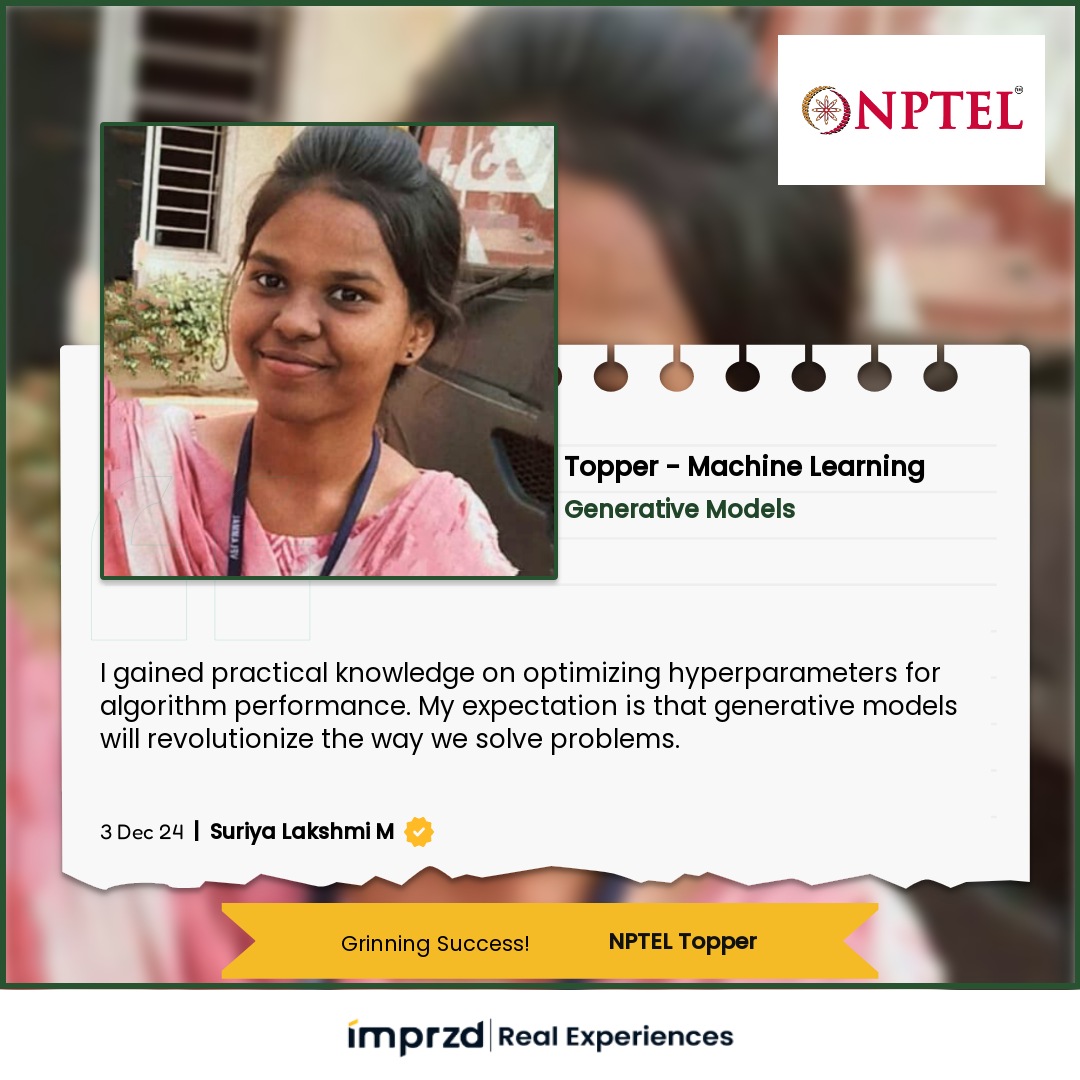 NPTEL
Topper - Machine Learning
Generative Models
I gained practical knowledge on optimizing hyperparameters for
algorithm performance. My expectation is that generative models
will revolutionize the way we solve problems.
3 Dec 24 | Suriya Lakshmi M
Grinning Success! NPTEL Topper
imprzd | Real Experiences